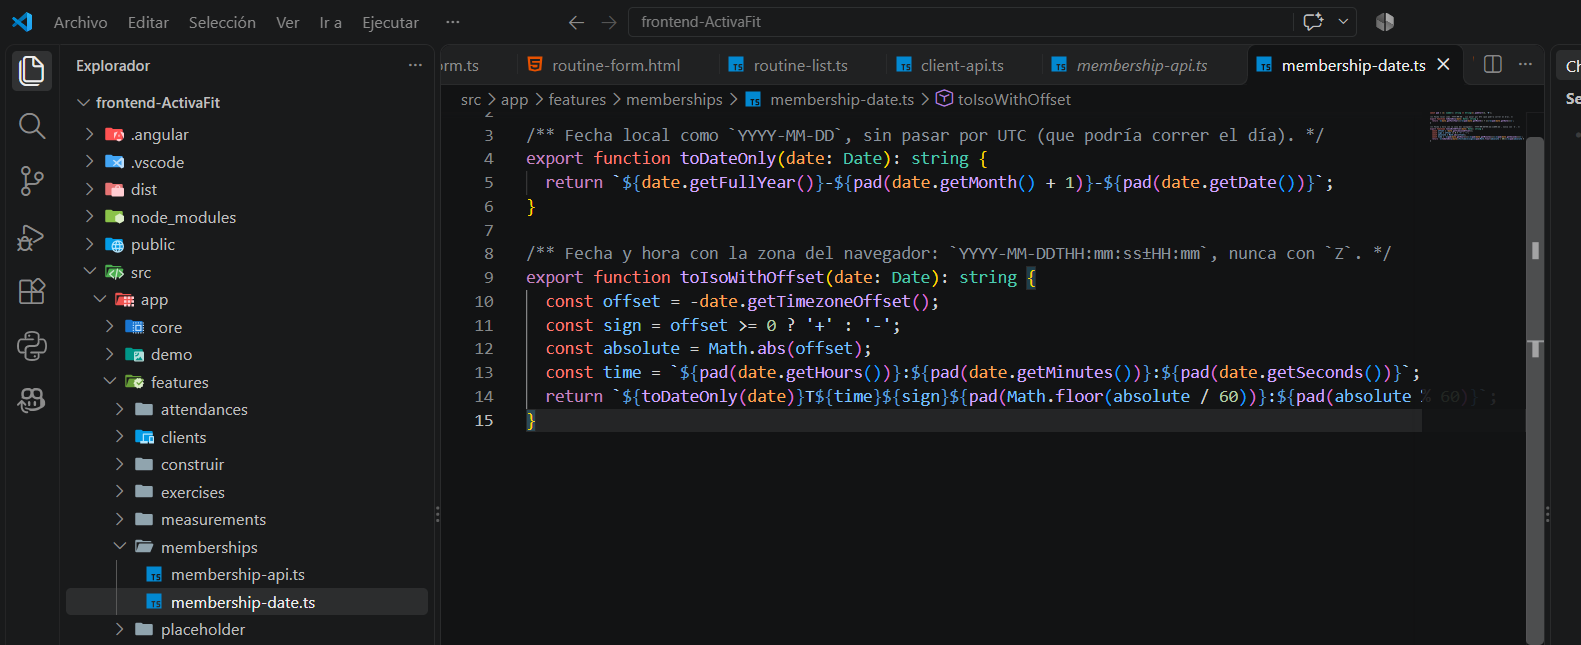 Archivo Editar Selección Ver Ir a Ejecutar ··· frontend-ActivaFit
Explorador ···
rm.ts routine-form.html routine-list.ts client-api.ts membership-api.ts membership-date.ts ··· Ch
src > app > features > memberships > membership-date.ts > toIsoWithOffset
Se
frontend-ActivaFit
.angular
.vscode
dist
node_modules
public
src
app
core
demo
features
attendances
clients
construir
exercises
measurements
memberships
membership-api.ts
membership-date.ts
placeholder
2
3 /** Fecha local como `YYYY-MM-DD`, sin pasar por UTC (que podría correr el día). */
4 export function toDateOnly(date: Date): string {
5 return `${date.getFullYear()}-${pad(date.getMonth() + 1)}-${pad(date.getDate())}`;
6 }
7
8 /** Fecha y hora con la zona del navegador: `YYYY-MM-DDTHH:mm:ss±HH:mm`, nunca con `Z`. */
9 export function toIsoWithOffset(date: Date): string {
10 const offset = -date.getTimezoneOffset();
11 const sign = offset >= 0 ? '+' : '-';
12 const absolute = Math.abs(offset);
13 const time = `${pad(date.getHours())}:${pad(date.getMinutes())}:${pad(date.getSeconds())}`;
14 return `${toDateOnly(date)}T${time}${sign}${pad(Math.floor(absolute / 60))}:${pad(absolute % 60)}`;
15 }